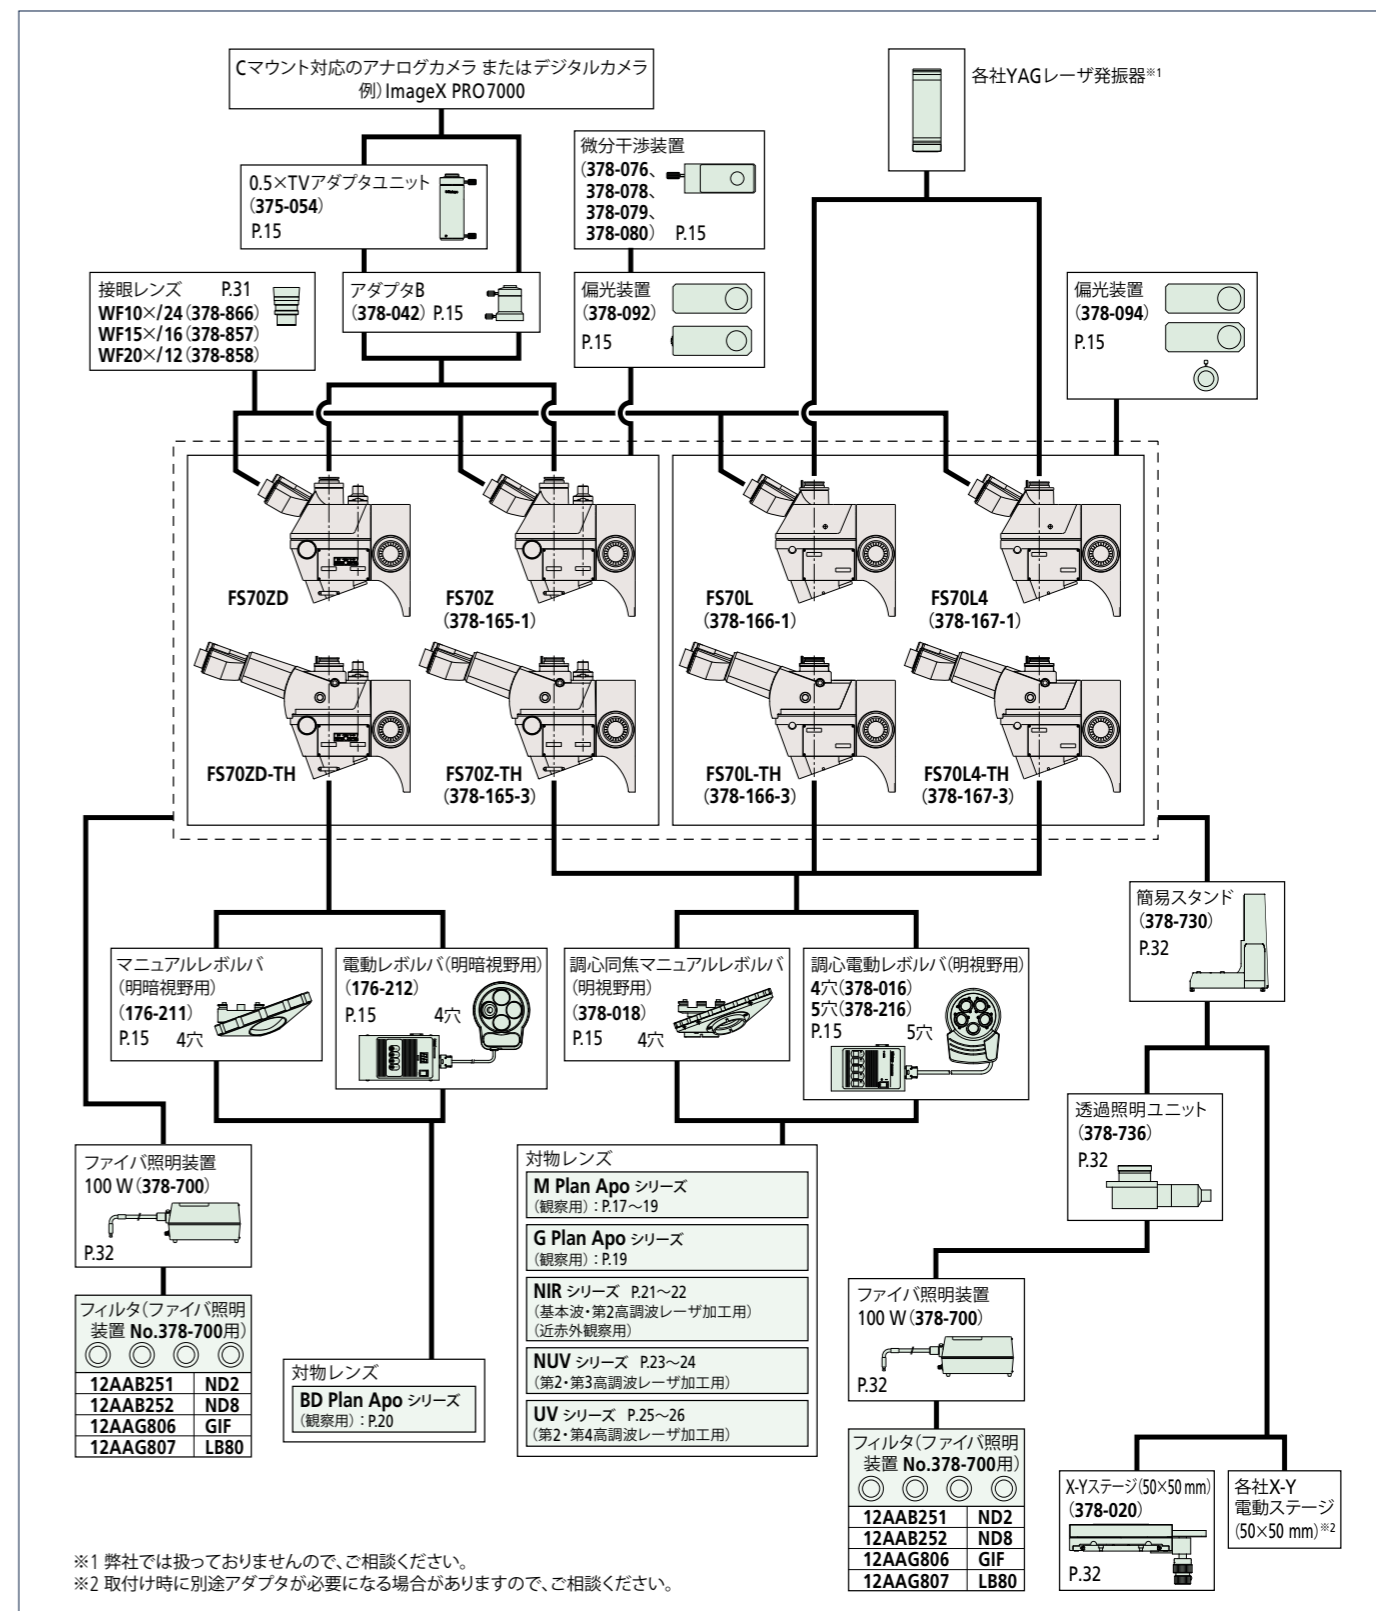 Cマウント対応のアナログカメラ またはデジタルカメラ
例）ImageX PRO7000
各社YAGレーザ発振器※1
0.5×TVアダプタユニット
（375-054）
P.15
微分干渉装置
（378-076、
378-078、
378-079、
378-080） P.15
接眼レンズ P.31
WF10×/24（378-866）
WF15×/16（378-857）
WF20×/12（378-858）
アダプタB
（378-042） P.15
偏光装置
（378-092）
P.15
偏光装置
（378-094）
P.15
FS70ZD
FS70Z
（378-165-1）
FS70L
（378-166-1）
FS70L4
（378-167-1）
FS70ZD-TH
FS70Z-TH
（378-165-3）
FS70L-TH
（378-166-3）
FS70L4-TH
（378-167-3）
マニュアルレボルバ
（明暗視野用）
（176-211）
P.15 4穴
電動レボルバ（明暗視野用）
（176-212）
P.15 4穴
調心同焦マニュアルレボルバ
（明視野用）
（378-018）
P.15 4穴
調心電動レボルバ（明視野用）
4穴（378-016）
5穴（378-216）
P.15 5穴
簡易スタンド
（378-730）
P.32
透過照明ユニット
（378-736）
P.32
ファイバ照明装置
100 W（378-700）
P.32
フィルタ（ファイバ照明
装置 No.378-700用）
12AAB251 ND2
12AAB252 ND8
12AAG806 GIF
12AAG807 LB80
対物レンズ
BD Plan Apo シリーズ
（観察用）：P.20
対物レンズ
M Plan Apo シリーズ
（観察用）：P.17～19
G Plan Apo シリーズ
（観察用）：P.19
NIR シリーズ P.21～22
（基本波・第2高調波レーザ加工用）
（近赤外観察用）
NUV シリーズ P.23～24
（第2・第3高調波レーザ加工用）
UV シリーズ P.25～26
（第2・第4高調波レーザ加工用）
ファイバ照明装置
100 W（378-700）
P.32
フィルタ（ファイバ照明
装置 No.378-700用）
12AAB251 ND2
12AAB252 ND8
12AAG806 GIF
12AAG807 LB80
X-Yステージ（50×50 mm）
（378-020）
P.32
各社X-Y
電動ステージ
（50×50 mm）※2
※1 弊社では扱っておりませんので、ご相談ください。
※2 取付け時に別途アダプタが必要になる場合がありますので、ご相談ください。